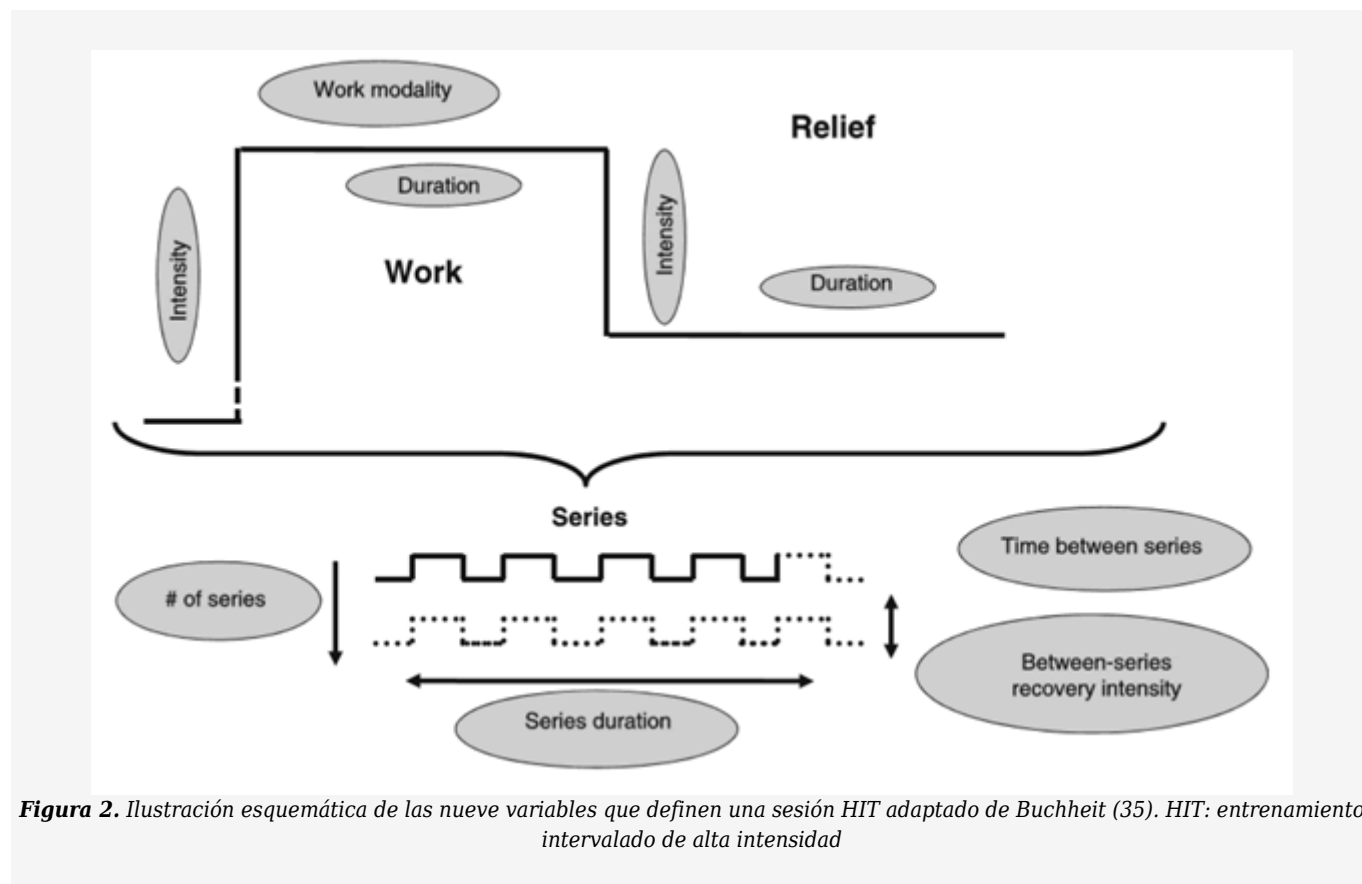 Work modality
Relief
Duration
Intensity
Intensity
Work
Duration
Series
Time between series
# of series
Between-series
recovery intensity
Series duration
Figura 2. Ilustración esquemática de las nueve variables que definen una sesión HIT adaptado de Buchheit (35). HIT: entrenamiento
intervalado de alta intensidad